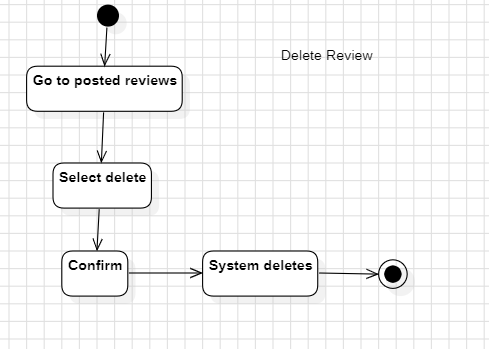 Delete Review
Go to posted reviews
Select delete
Confirm
System deletes